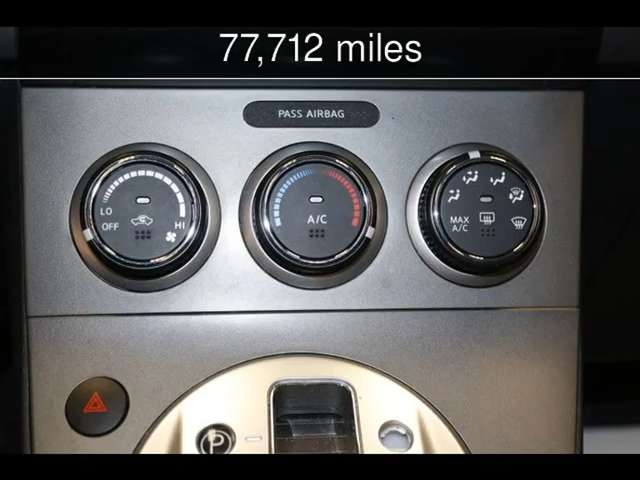 77,712 miles
PASS AIRBAG
LO
OFF
HI
A/C
MAX
A/C
P